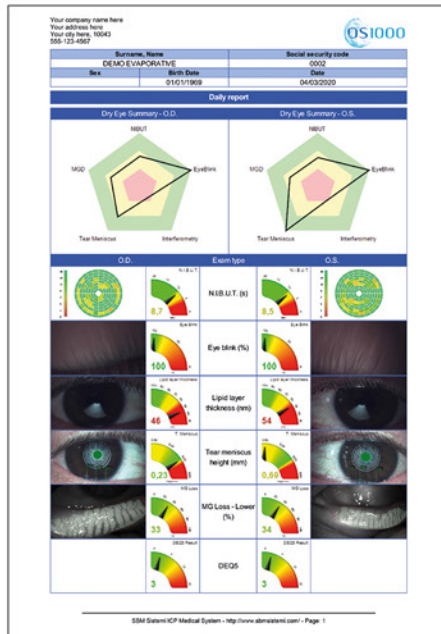 Your company name here
Your address here
Your city here, 10043
555-123-4567
OS1000
Surname, Name Social security code
DEMO EVAPORATIVE 0002
Sex Birth Date Date
01/01/1969 04/03/2020
Daily report
Dry Eye Summary - O.D. Dry Eye Summary - O.S.
NIBUT NIBUT
MGD EyeBlink MGD EyeBlink
Tear Meniscus Interferometry Tear Meniscus Interferometry
O.D. Exam type O.S.
N.I.B.U.T. N.I.B.U.T.
8,7 N.I.B.U.T. (s) 8,5
Eye Blink Eye Blink
100 Eye blink (%) 100
Lipid layer thickness Lipid layer thickness
46 Lipid layer thickness (nm) 54
T. Meniscus T. Meniscus
0,23 Tear meniscus height (mm) 0,69
MG Loss MG Loss
33 MG Loss - Lower (%) 34
DEQ5 Result DEQ5 Result
3 DEQ5 3
SBM Sistemi ICP Medical System - http://www.sbmsistemi.com/ - Page: 1